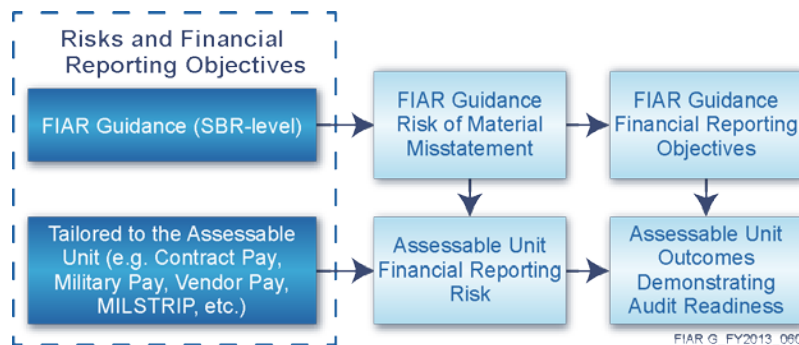 Risks and Financial
Reporting Objectives
FIAR Guidance (SBR-level)
FIAR Guidance
Risk of Material
Misstatement
FIAR Guidance
Financial Reporting
Objectives
Tailored to the Assessable
Unit (e.g. Contract Pay,
Military Pay, Vendor Pay,
MILSTRIP, etc.)
Assessable Unit
Financial Reporting
Risk
Assessable Unit
Outcomes
Demonstrating
Audit Readiness
FIAR G_FY2013_060